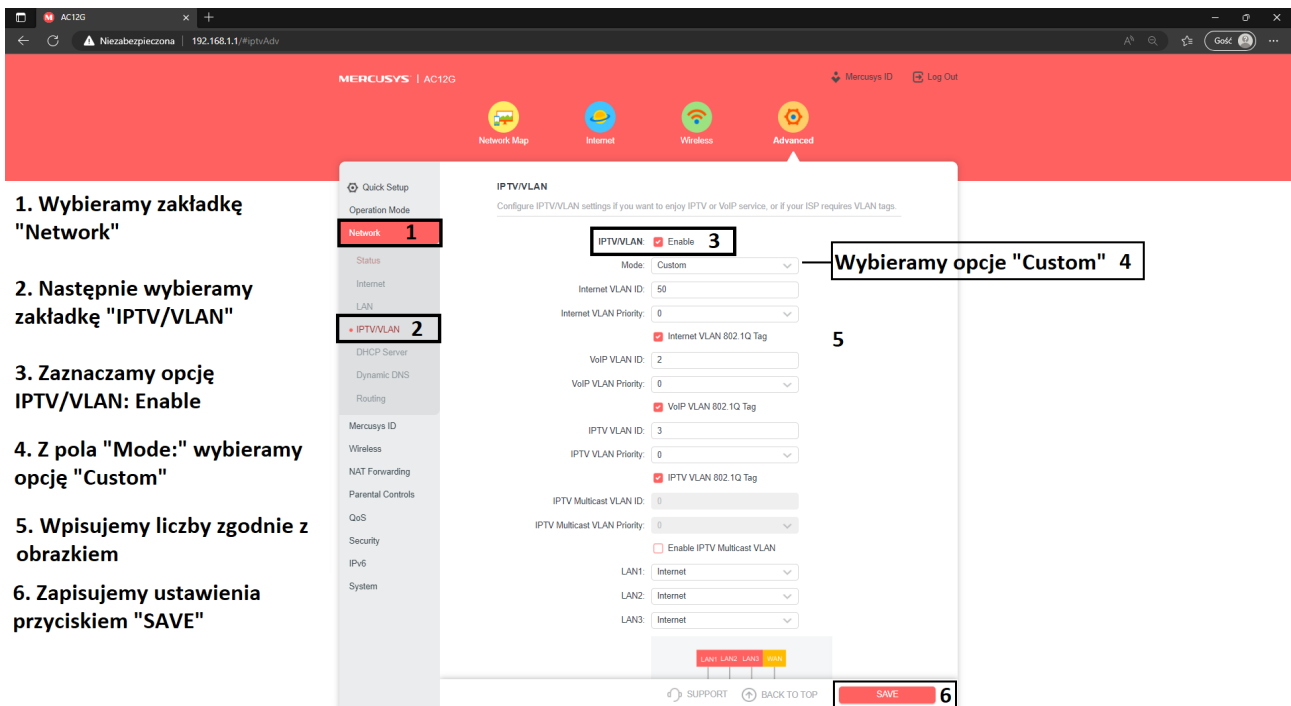 AC12G
Niezabezpieczona | 192.168.1.1/#iptvAdv
Gość
MERCUSYS | AC12G
Mercusys ID
Log Out
Network Map
Internet
Wireless
Advanced
1. Wybieramy zakładkę
"Network"
2. Następnie wybieramy
zakładkę "IPTV/VLAN"
3. Zaznaczamy opcję
IPTV/VLAN: Enable
4. Z pola "Mode:" wybieramy
opcję "Custom"
5. Wpisujemy liczby zgodnie z
obrazkiem
6. Zapisujemy ustawienia
przyciskiem "SAVE"
Quick Setup
Operation Mode
Network 1
Status
Internet
LAN
IPTV/VLAN 2
DHCP Server
Dynamic DNS
Routing
Mercusys ID
Wireless
NAT Forwarding
Parental Controls
QoS
Security
IPv6
System
IPTV/VLAN
Configure IPTV/VLAN settings if you want to enjoy IPTV or VoIP service, or if your ISP requires VLAN tags.
IPTV/VLAN: Enable 3
Mode: Custom
Wybieramy opcje "Custom" 4
Internet VLAN ID: 50
Internet VLAN Priority: 0
Internet VLAN 802.1Q Tag
5
VoIP VLAN ID: 2
VoIP VLAN Priority: 0
VoIP VLAN 802.1Q Tag
IPTV VLAN ID: 3
IPTV VLAN Priority: 0
IPTV VLAN 802.1Q Tag
IPTV Multicast VLAN ID: 0
IPTV Multicast VLAN Priority: 0
Enable IPTV Multicast VLAN
LAN1: Internet
LAN2: Internet
LAN3: Internet
LAN1 LAN2 LAN3 WAN
SUPPORT
BACK TO TOP
SAVE 6